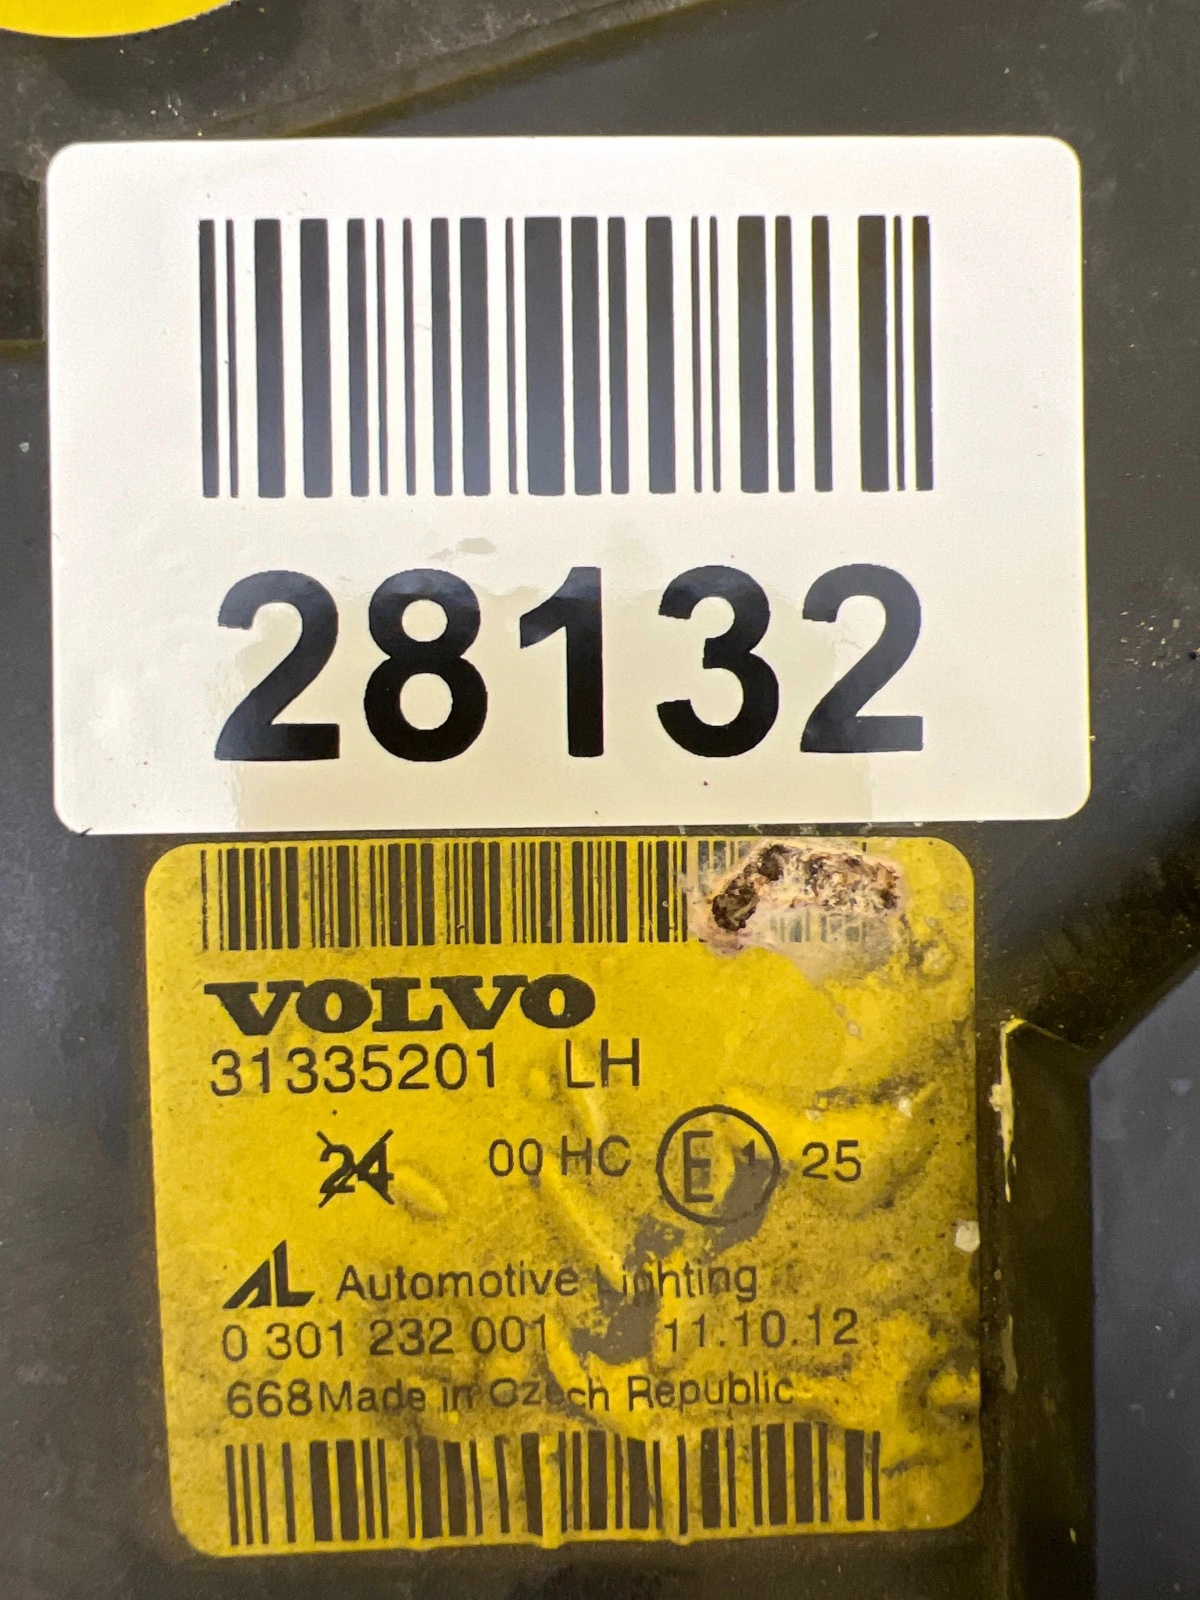 28132
VOLVO
31335201 LH
24 00 HC E1 25
AL Automotive Lighting
0 301 232 001 11.10.12
668 Made in Czech Republic